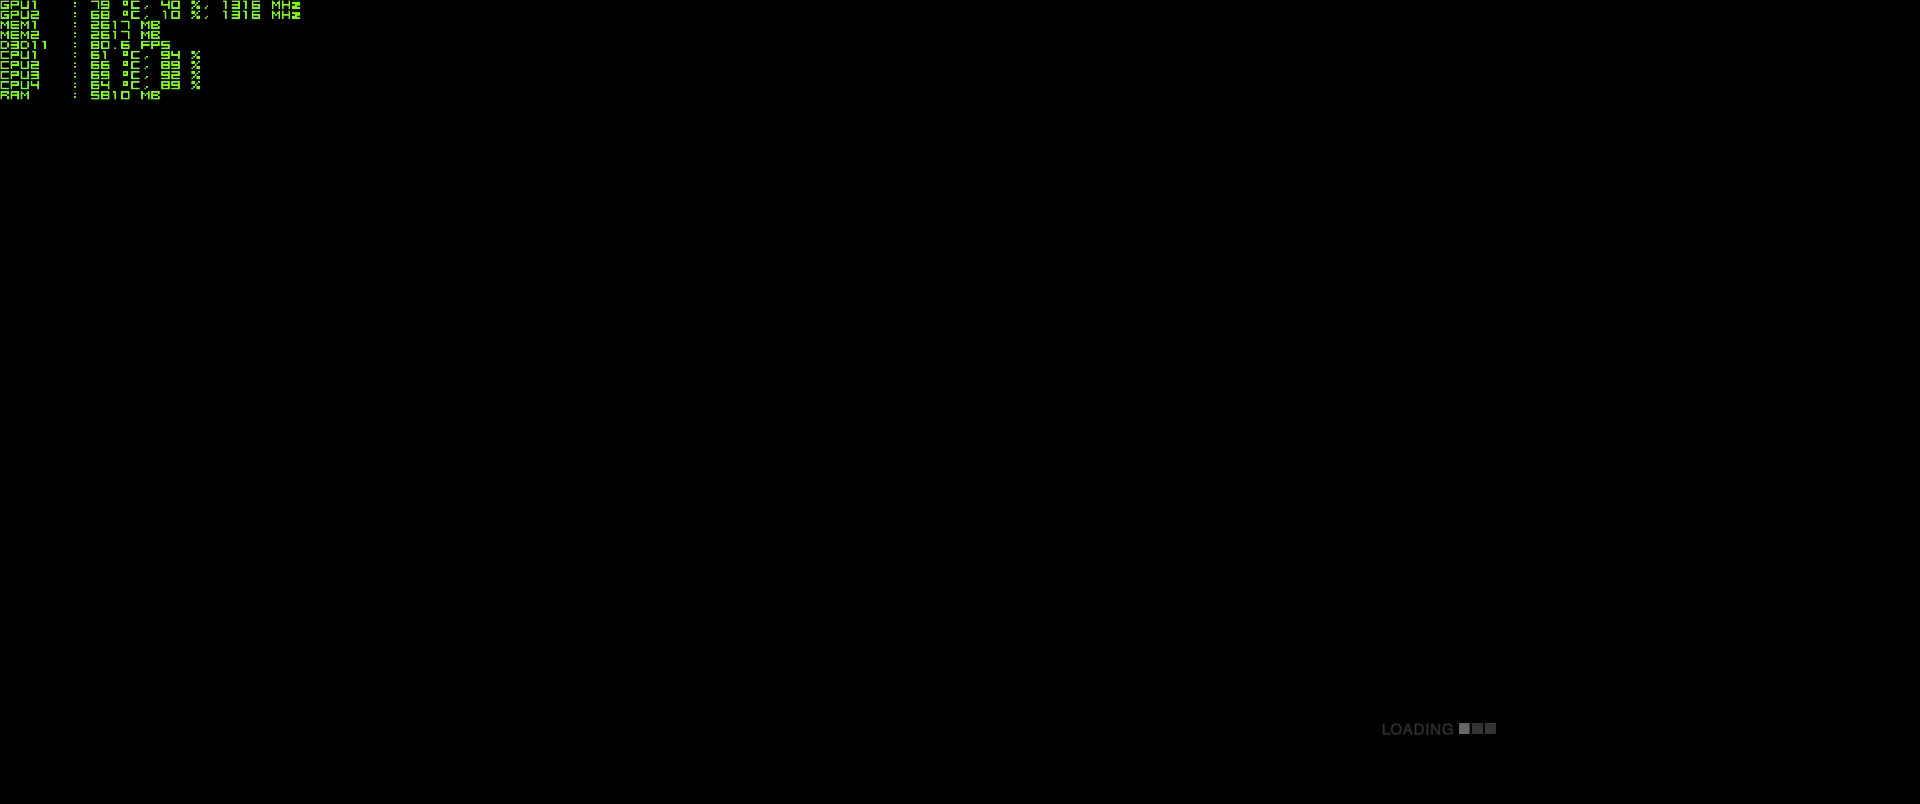 GPU1 : 79 °C, 40 %, 1316 MHz
GPU2 : 68 °C, 10 %, 1316 MHz
MEM1 : 2617 MB
MEM2 : 2617 MB
D3D11 : 80.6 FPS
CPU1 : 61 °C, 94 %
CPU2 : 66 °C, 89 %
CPU3 : 69 °C, 92 %
CPU4 : 64 °C, 89 %
RAM : 5810 MB
LOADING